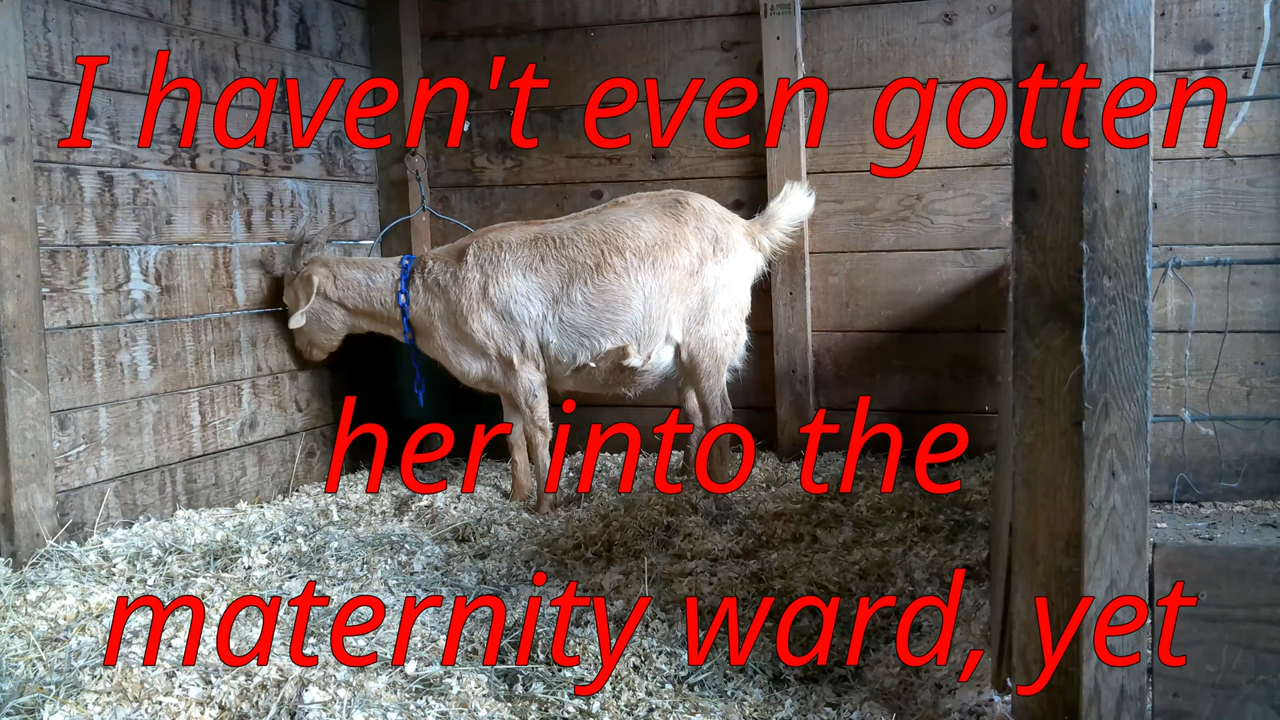 I haven't even gotten
her into the
maternity ward, yet